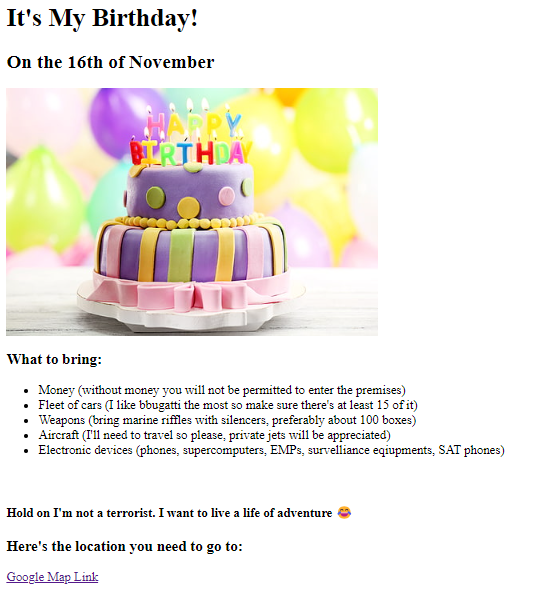 It's My Birthday!
On the 16th of November
HAPPY
BIRTHDAY
What to bring:
Money (without money you will not be permitted to enter the premises)
Fleet of cars (I like bbugatti the most so make sure there's at least 15 of it)
Weapons (bring marine riffles with silencers, preferably about 100 boxes)
Aircraft (I'll need to travel so please, private jets will be appreciated)
Electronic devices (phones, supercomputers, EMPs, survelliance eqiupments, SAT phones)
Hold on I'm not a terrorist. I want to live a life of adventure 😂
Here's the location you need to go to:
Google Map Link